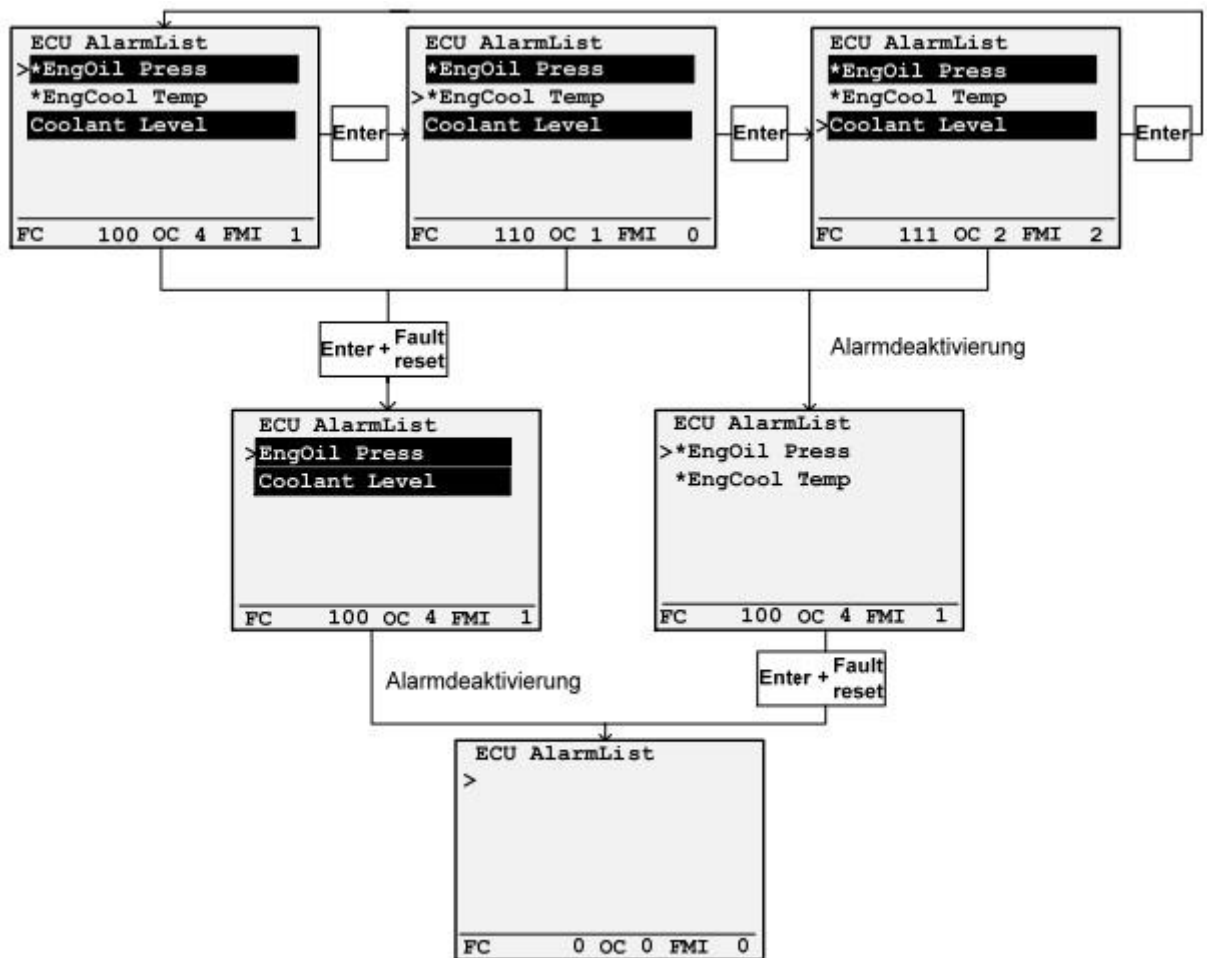 ECU AlarmList
>*EngOil Press
*EngCool Temp
Coolant Level
FC 100 OC 4 FMI 1
Enter
ECU AlarmList
*EngOil Press
>*EngCool Temp
Coolant Level
FC 110 OC 1 FMI 0
Enter
ECU AlarmList
*EngOil Press
*EngCool Temp
>Coolant Level
FC 111 OC 2 FMI 2
Enter
Enter + Fault
reset
Alarmdeaktivierung
ECU AlarmList
>EngOil Press
Coolant Level
FC 100 OC 4 FMI 1
ECU AlarmList
>*EngOil Press
*EngCool Temp
FC 100 OC 4 FMI 1
Alarmdeaktivierung
Enter + Fault
reset
ECU AlarmList
>
FC 0 OC 0 FMI 0